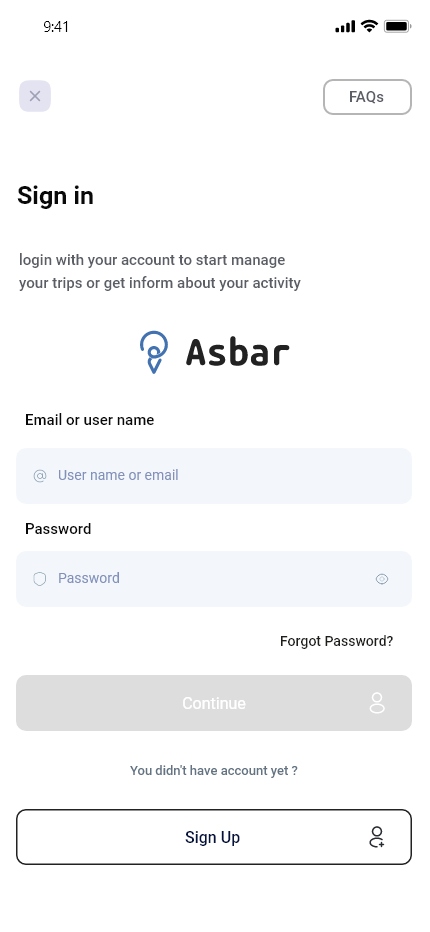 9:41
FAQs
Sign in
login with your account to start manage
your trips or get inform about your activity
Asbar
Email or user name
User name or email
Password
Password
Forgot Password?
Continue
You didn't have account yet ?
Sign Up